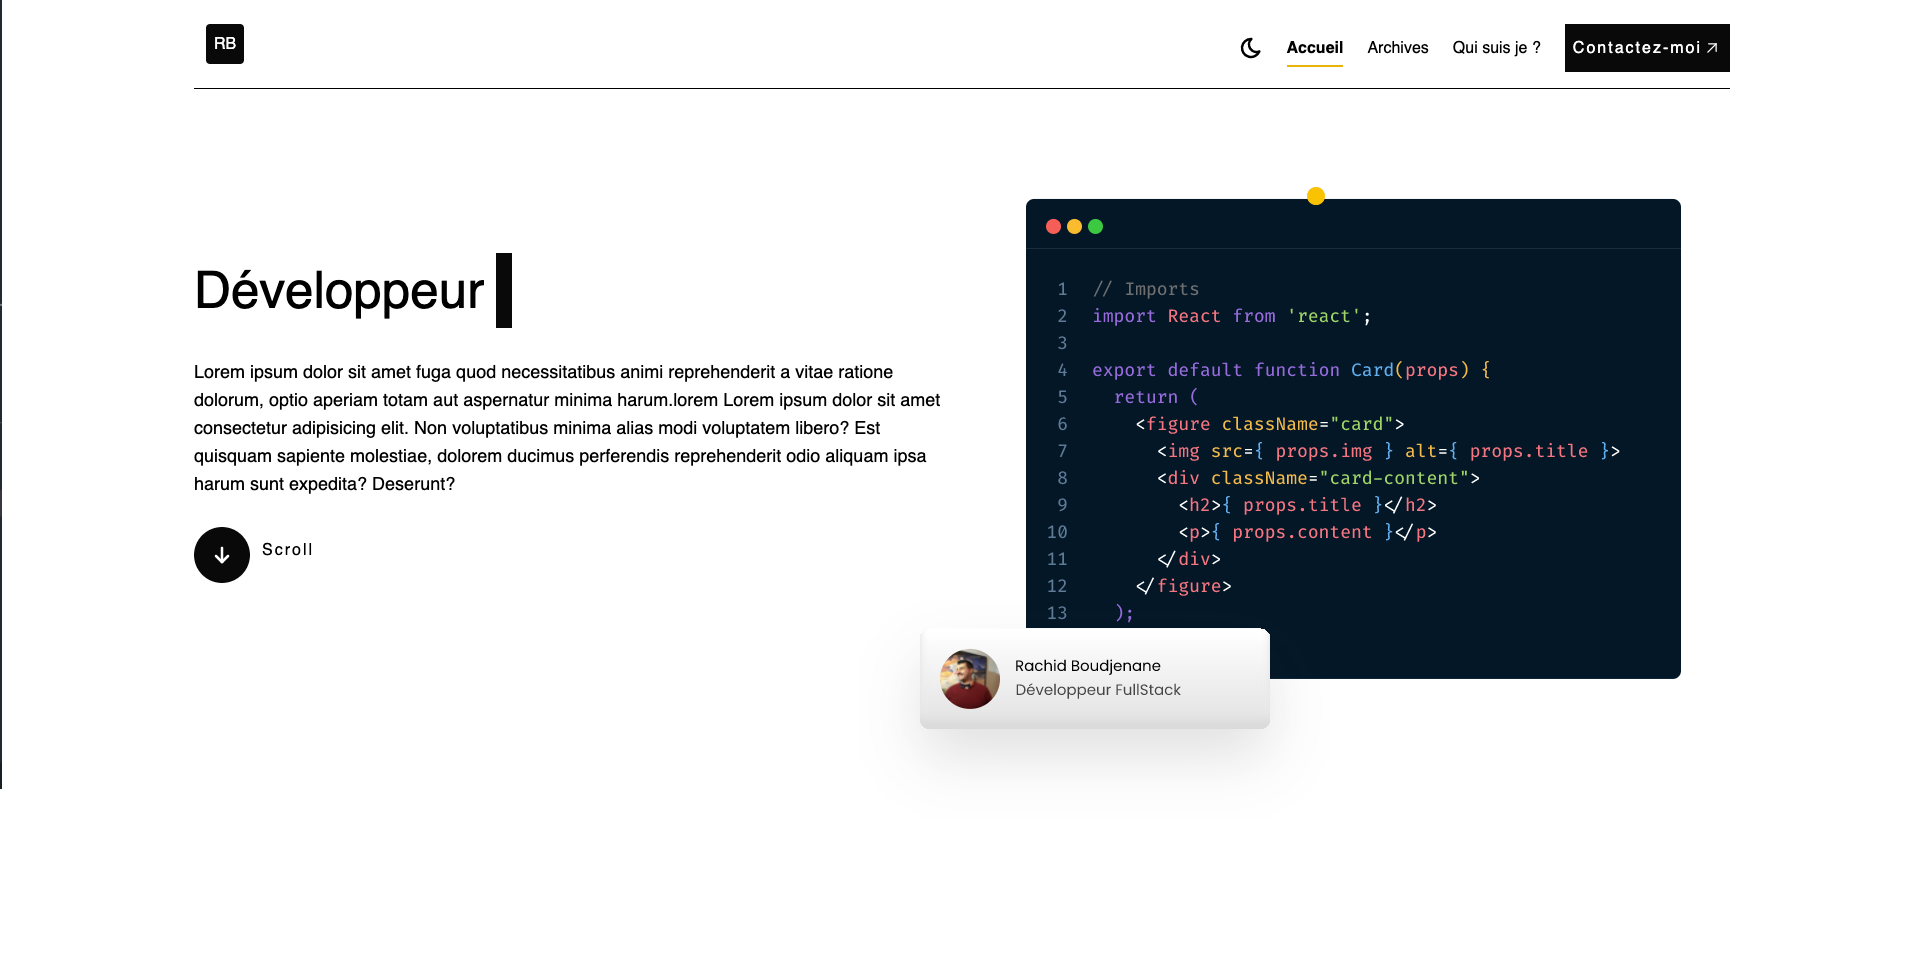 RB
Accueil
Archives
Qui suis je ?
Contactez-moi
Développeur
Lorem ipsum dolor sit amet fuga quod necessitatibus animi reprehenderit a vitae ratione
dolorum, optio aperiam totam aut aspernatur minima harum.lorem Lorem ipsum dolor sit amet
consectetur adipisicing elit. Non voluptatibus minima alias modi voluptatem libero? Est
quisquam sapiente molestiae, dolorem ducimus perferendis reprehenderit odio aliquam ipsa
harum sunt expedita? Deserunt?
Scroll
1 // Imports
2 import React from 'react';
3
4 export default function Card(props) {
5 return (
6 <figure className="card">
7 <img src={ props.img } alt={ props.title }>
8 <div className="card-content">
9 <h2>{ props.title }</h2>
10 <p>{ props.content }</p>
11 </div>
12 </figure>
13 );
Rachid Boudjenane
Développeur FullStack